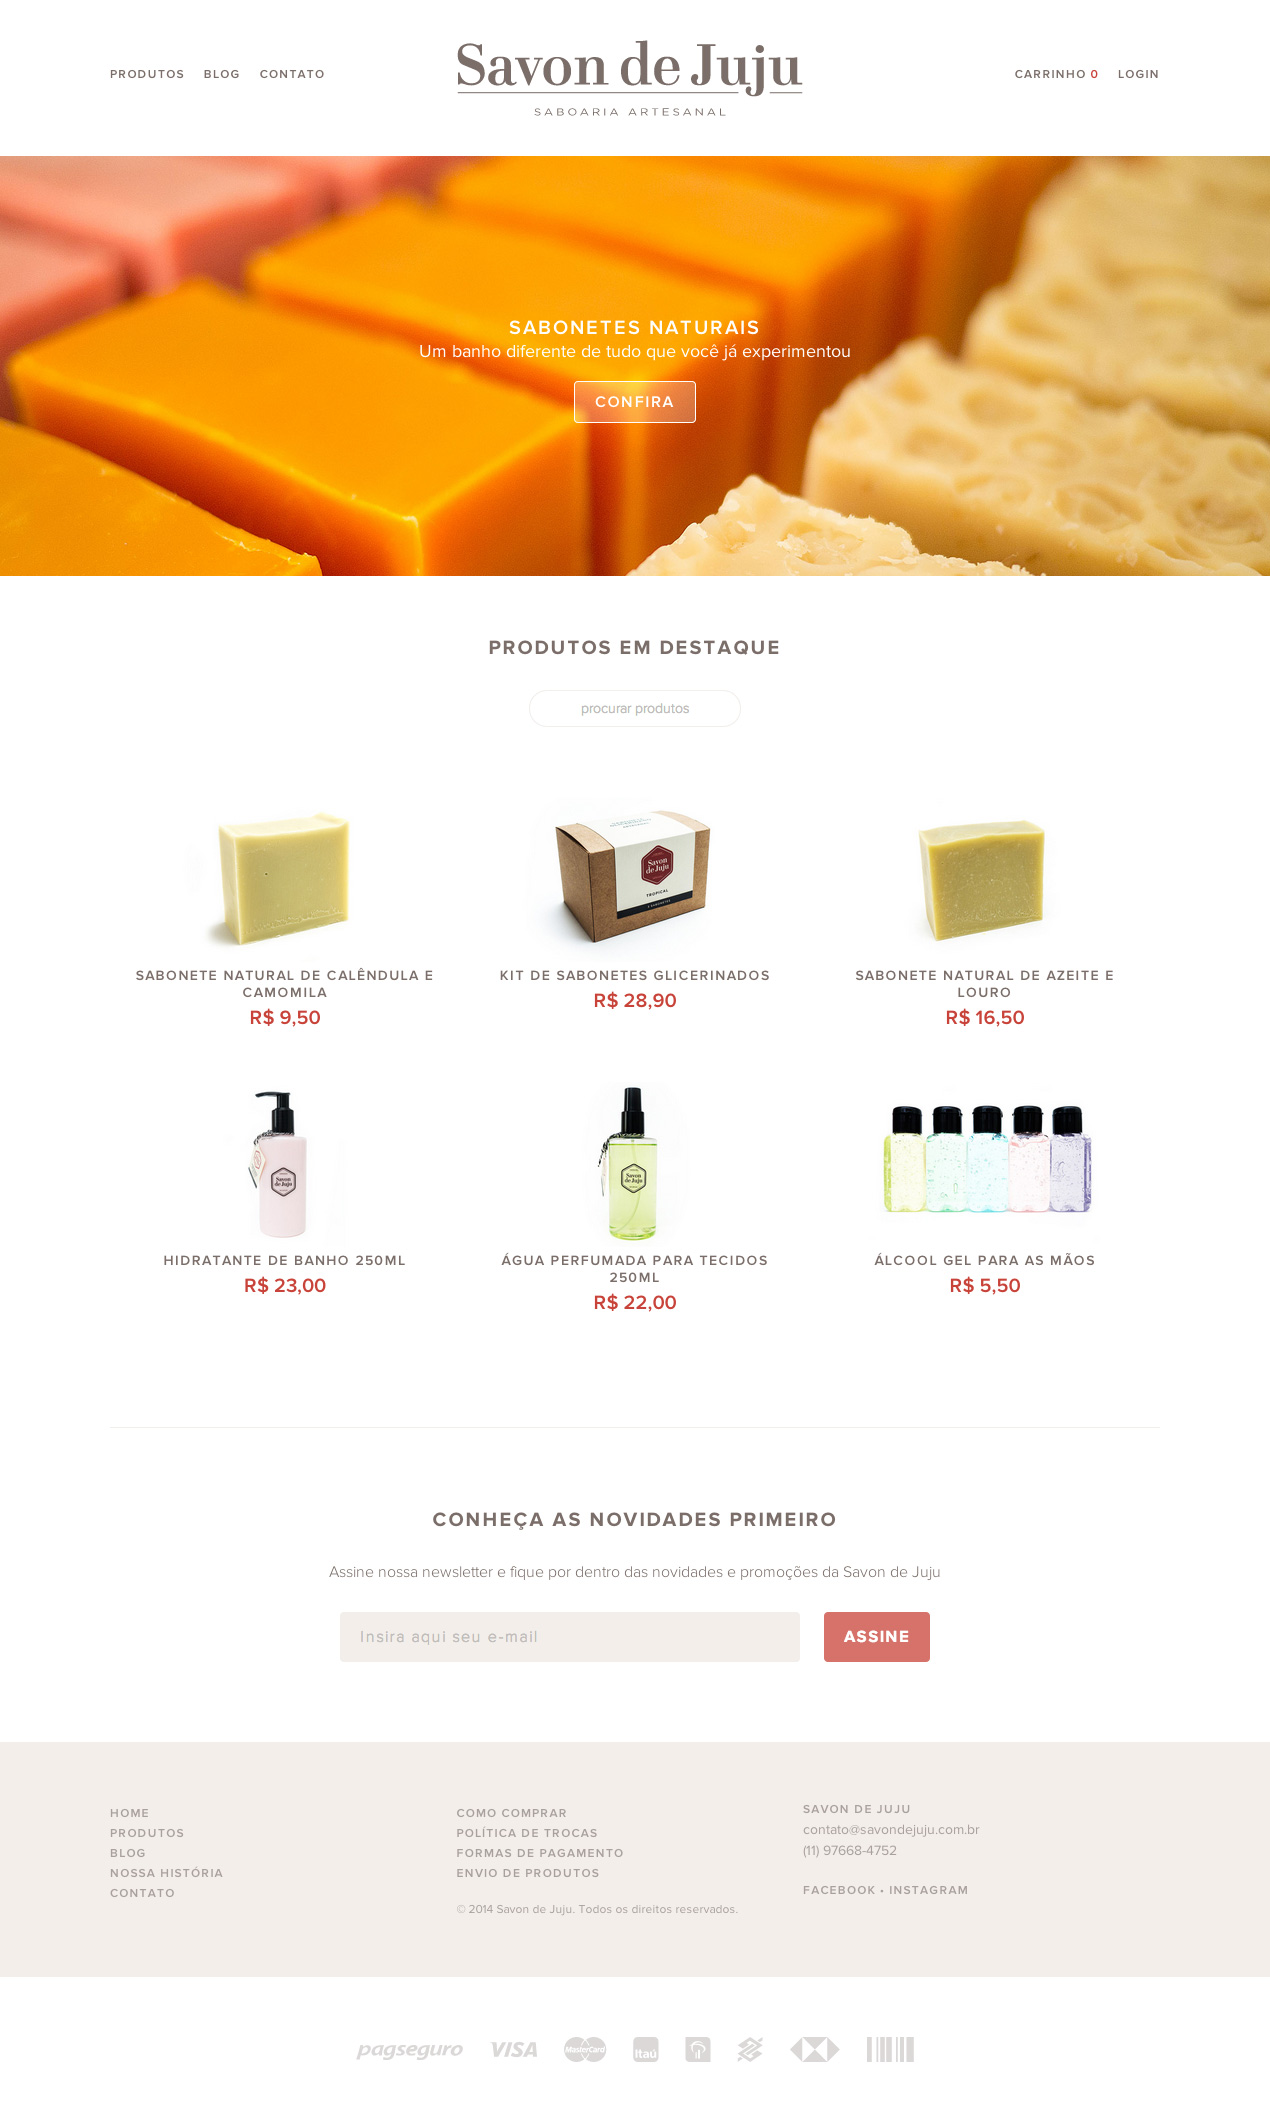 PRODUTOS BLOG CONTATO
Savon de Juju
SABOARIA ARTESANAL
CARRINHO 0 LOGIN
SABONETES NATURAIS
Um banho diferente de tudo que você já experimentou
CONFIRA
PRODUTOS EM DESTAQUE
procurar produtos
Savon
de Juju
TROPICAL
SABONETE NATURAL DE CALÊNDULA E
CAMOMILA
R$ 9,50
KIT DE SABONETES GLICERINADOS
R$ 28,90
SABONETE NATURAL DE AZEITE E
LOURO
R$ 16,50
Savon
de Juju
Savon
de Juju
HIDRATANTE DE BANHO 250ML
R$ 23,00
ÁGUA PERFUMADA PARA TECIDOS
250ML
R$ 22,00
ÁLCOOL GEL PARA AS MÃOS
R$ 5,50
CONHEÇA AS NOVIDADES PRIMEIRO
Assine nossa newsletter e fique por dentro das novidades e promoções da Savon de Juju
Insira aqui seu e-mail
ASSINE
HOME
PRODUTOS
BLOG
NOSSA HISTÓRIA
CONTATO
COMO COMPRAR
POLÍTICA DE TROCAS
FORMAS DE PAGAMENTO
ENVIO DE PRODUTOS
© 2014 Savon de Juju. Todos os direitos reservados.
SAVON DE JUJU
contato@savondejuju.com.br
(11) 97668-4752
FACEBOOK • INSTAGRAM
pagseguro VISA MasterCard Itaú